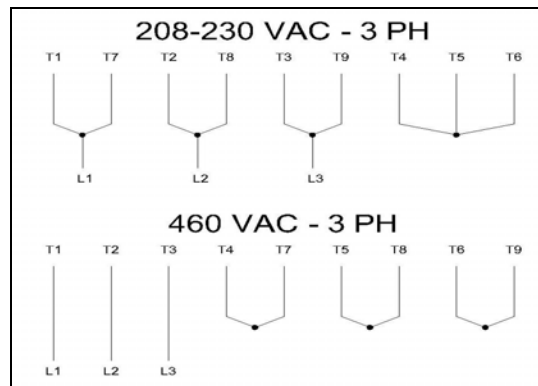 208-230 VAC - 3 PH
T1 T7 T2 T8 T3 T9 T4 T5 T6
L1 L2 L3
460 VAC - 3 PH
T1 T2 T3 T4 T7 T5 T8 T6 T9
L1 L2 L3